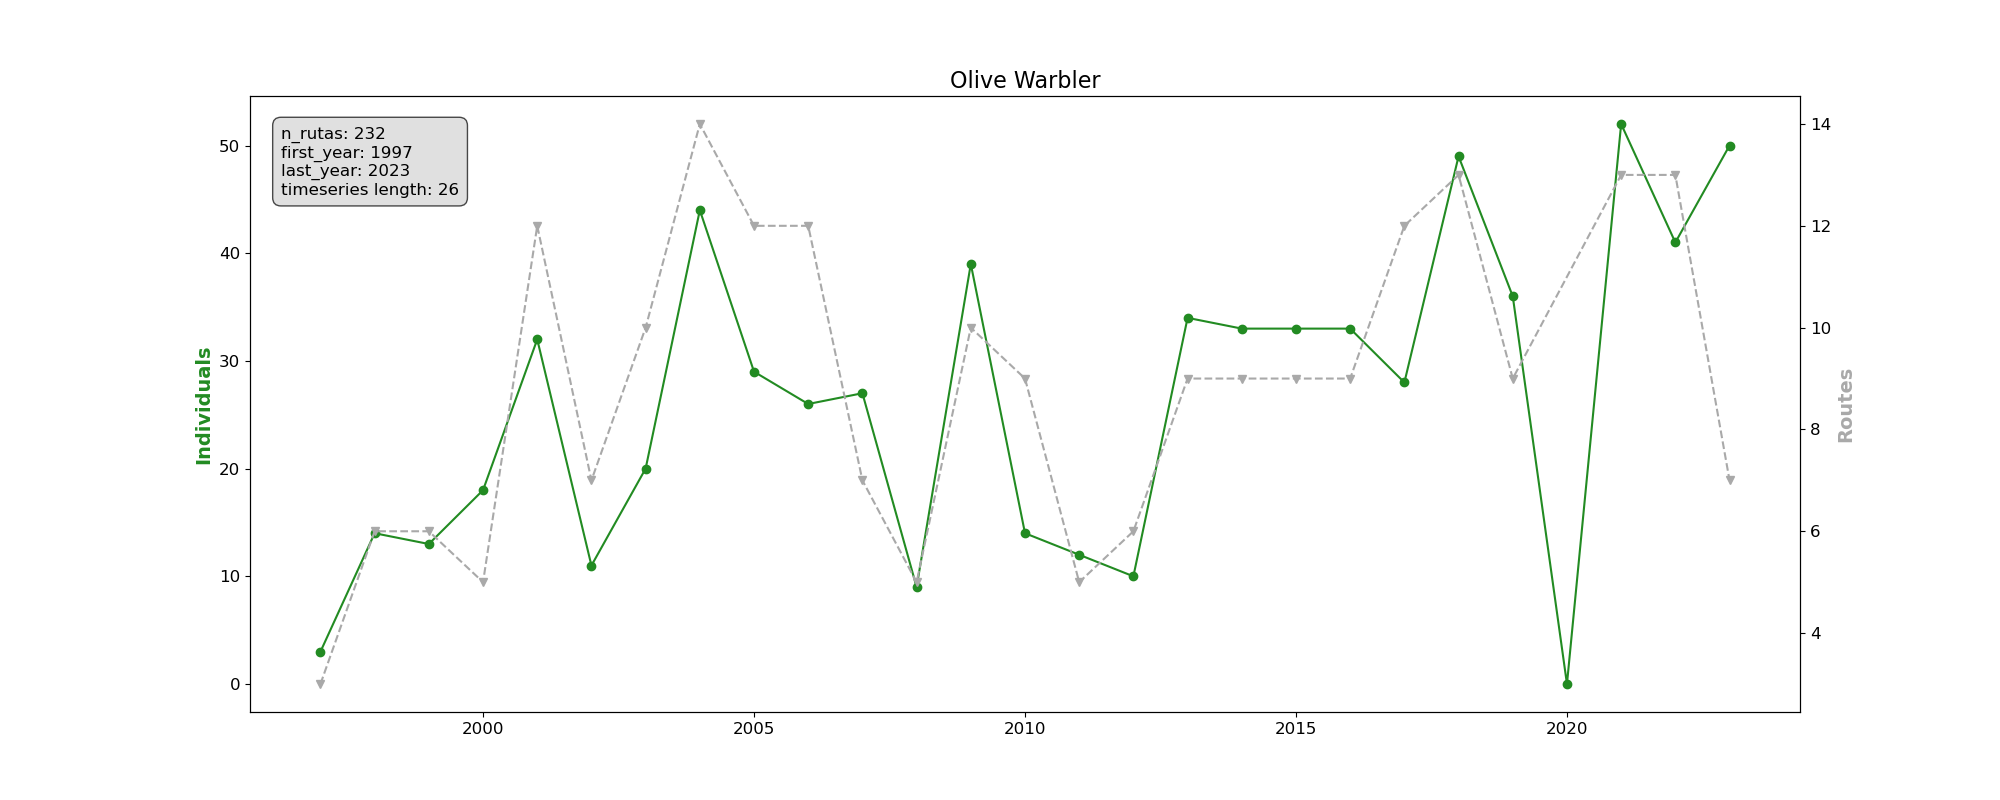 Olive Warbler
n_rutas: 232
first_year: 1997
last_year: 2023
timeseries length: 26
50
40
30
20
10
0
Individuals
14
12
10
8
6
4
Routes
2000
2005
2010
2015
2020